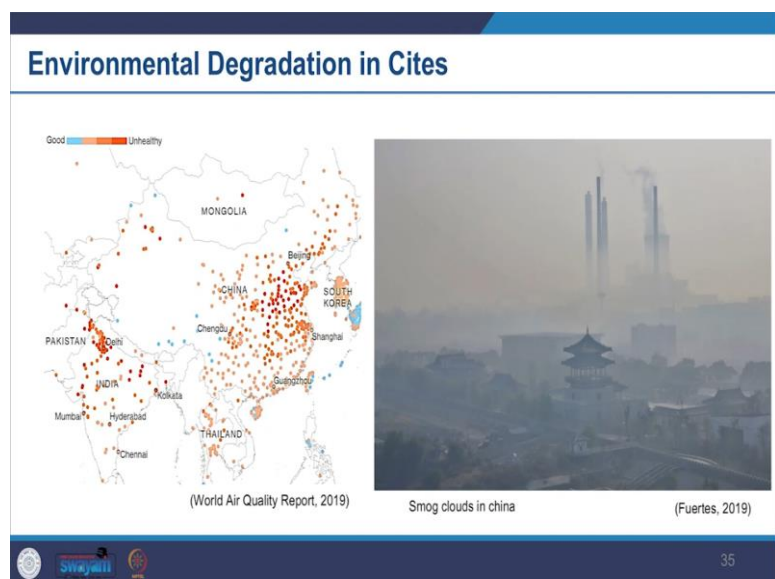 Environmental Degradation in Cites
Good Unhealthy
MONGOLIA
Beijing
CHINA
SOUTH
KOREA
Chengdu
Shanghai
PAKISTAN
Delhi
Guangzhou
INDIA
Kolkata
Mumbai
Hyderabad
THAILAND
Chennai
(World Air Quality Report, 2019)
Smog clouds in china
(Fuertes, 2019)
swayam
35